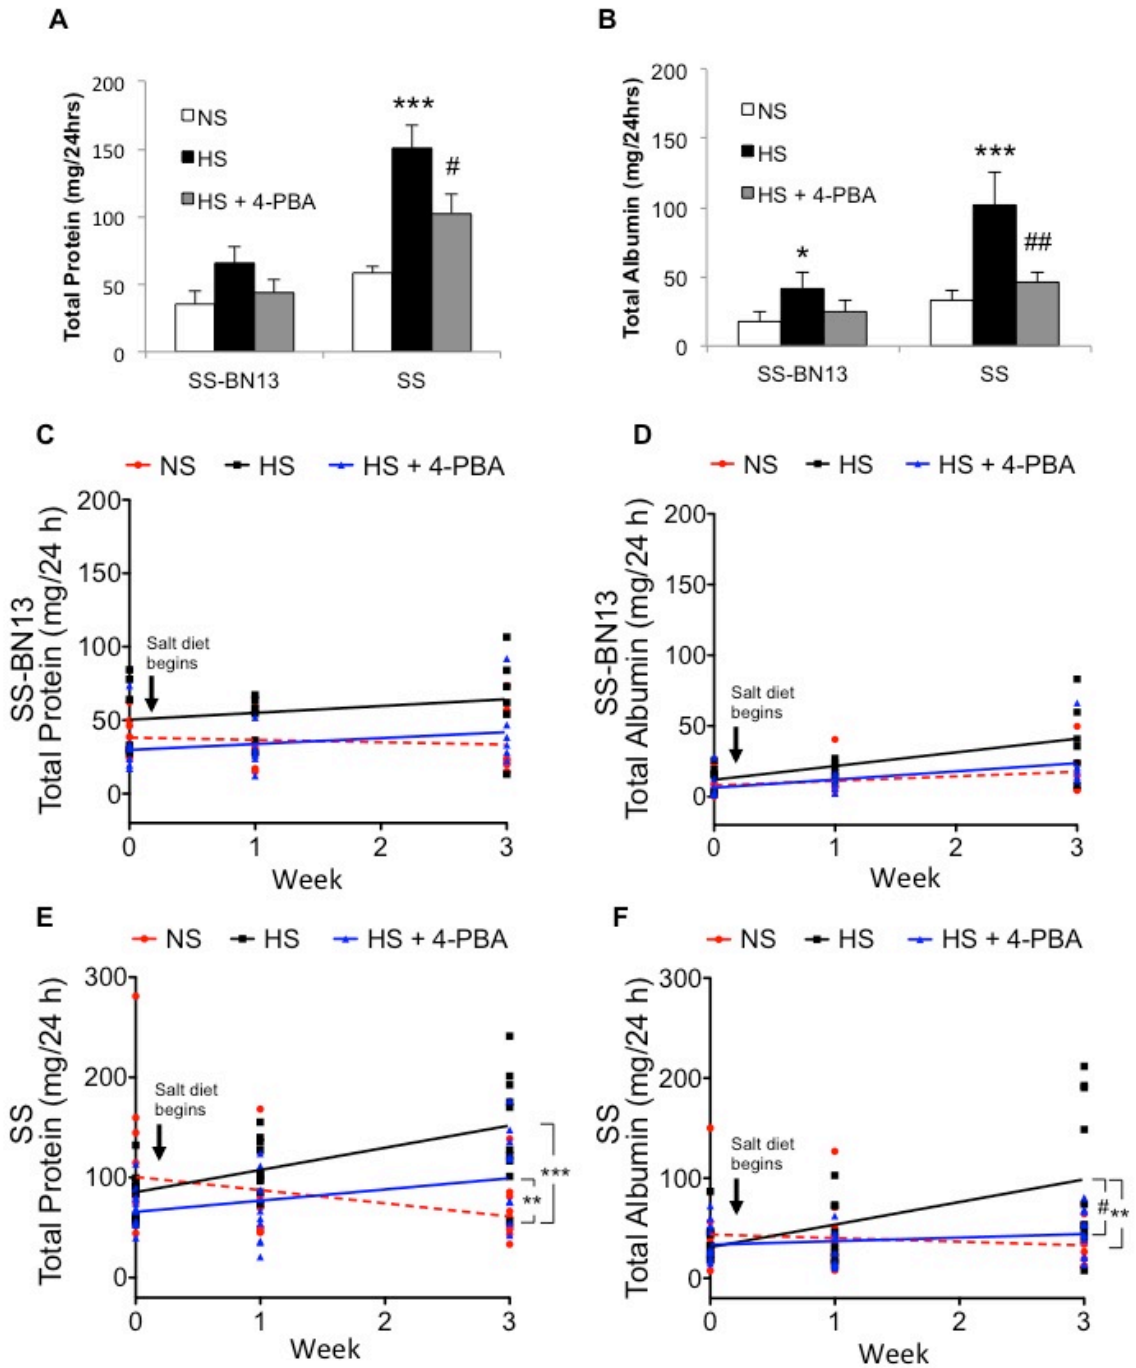 A
Total Protein (mg/24hrs)
200
150
100
50
0
NS
HS
HS + 4-PBA
***
#
SS-BN13
SS
B
Total Albumin (mg/24hrs)
200
150
100
50
0
NS
HS
HS + 4-PBA
*
***
##
SS-BN13
SS
C
NS HS HS + 4-PBA
SS-BN13
Total Protein (mg/24 h)
200
150
100
50
0
Salt diet
begins
0 1 2 3
Week
D
NS HS HS + 4-PBA
SS-BN13
Total Albumin (mg/24 h)
200
150
100
50
0
Salt diet
begins
0 1 2 3
Week
E
NS HS HS + 4-PBA
SS
Total Protein (mg/24 h)
300
200
100
0
Salt diet
begins
***
**
0 1 2 3
Week
F
NS HS HS + 4-PBA
SS
Total Albumin (mg/24 h)
300
200
100
0
Salt diet
begins
#
**
0 1 2 3
Week